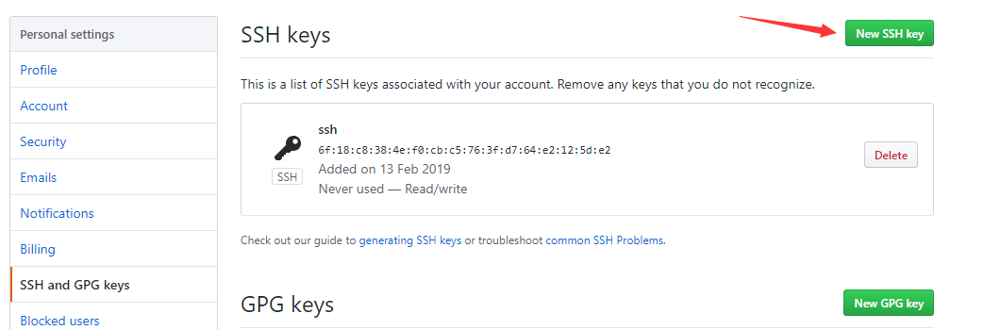 Personal settings
Profile
Account
Security
Emails
Notifications
Billing
SSH and GPG keys
Blocked users
SSH keys
New SSH key
This is a list of SSH keys associated with your account. Remove any keys that you do not recognize.
ssh
6f:18:c8:38:4e:f0:cb:c5:76:3f:d7:64:e2:12:5d:e2
SSH
Added on 13 Feb 2019
Never used — Read/write
Delete
Check out our guide to generating SSH keys or troubleshoot common SSH Problems.
GPG keys
New GPG key